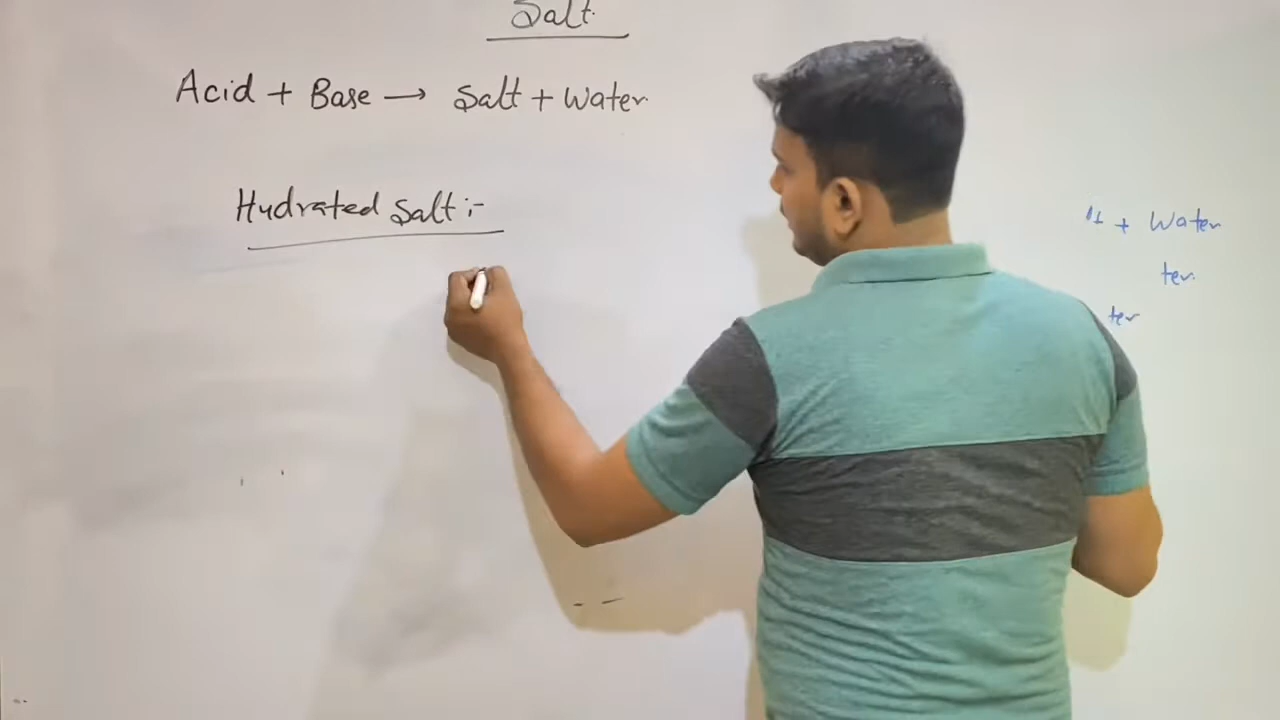 Salt.
Acid + Base → Salt + Water.
Hydrated Salt :-
+ Water
ter.
ter